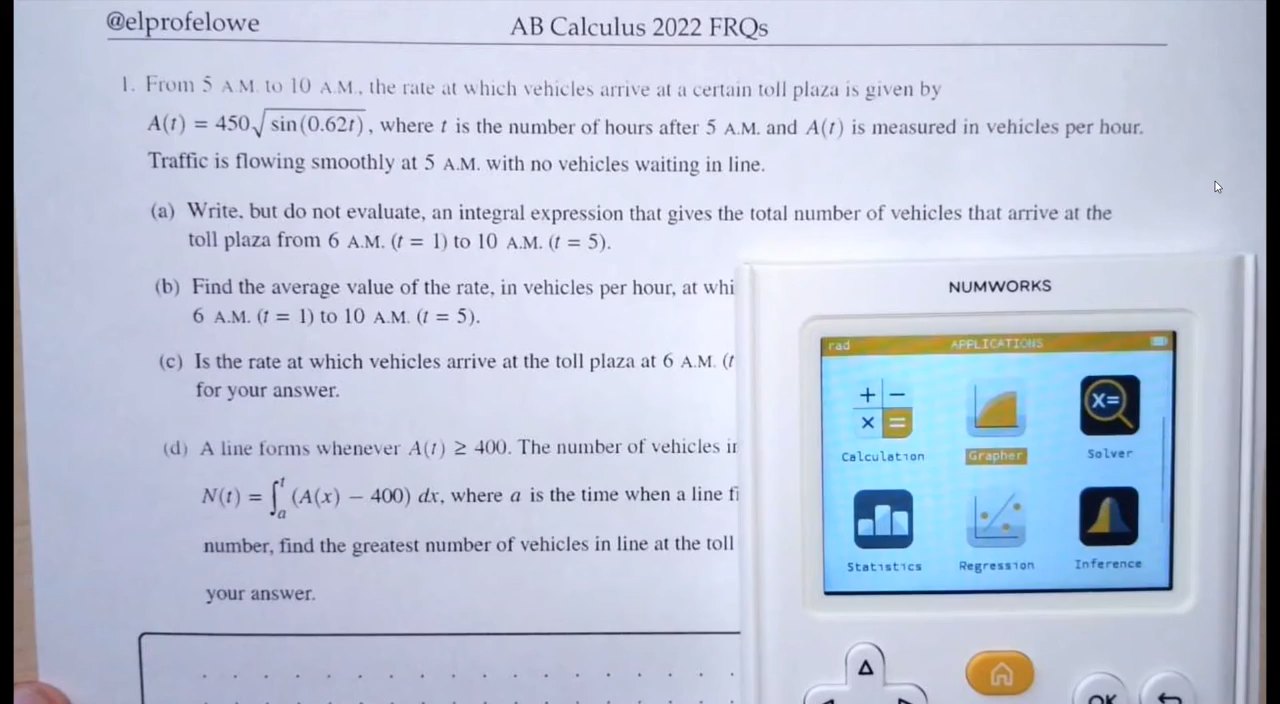 @elprofelowe
AB Calculus 2022 FRQs
1. From 5 A.M. to 10 A.M., the rate at which vehicles arrive at a certain toll plaza is given by
A(t) = 450√sin(0.62t), where t is the number of hours after 5 A.M. and A(t) is measured in vehicles per hour.
Traffic is flowing smoothly at 5 A.M. with no vehicles waiting in line.
(a) Write, but do not evaluate, an integral expression that gives the total number of vehicles that arrive at the
toll plaza from 6 A.M. (t = 1) to 10 A.M. (t = 5).
(b) Find the average value of the rate, in vehicles per hour, at whi
6 A.M. (t = 1) to 10 A.M. (t = 5).
(c) Is the rate at which vehicles arrive at the toll plaza at 6 A.M. (t
for your answer.
(d) A line forms whenever A(t) ≥ 400. The number of vehicles in
N(t) = ∫ₐᵗ (A(x) − 400) dx, where a is the time when a line f
number, find the greatest number of vehicles in line at the toll
your answer.
NUMWORKS
rad APPLICATIONS
+ −
× =
X=
Calculation Grapher Solver
Statistics Regression Inference
OK